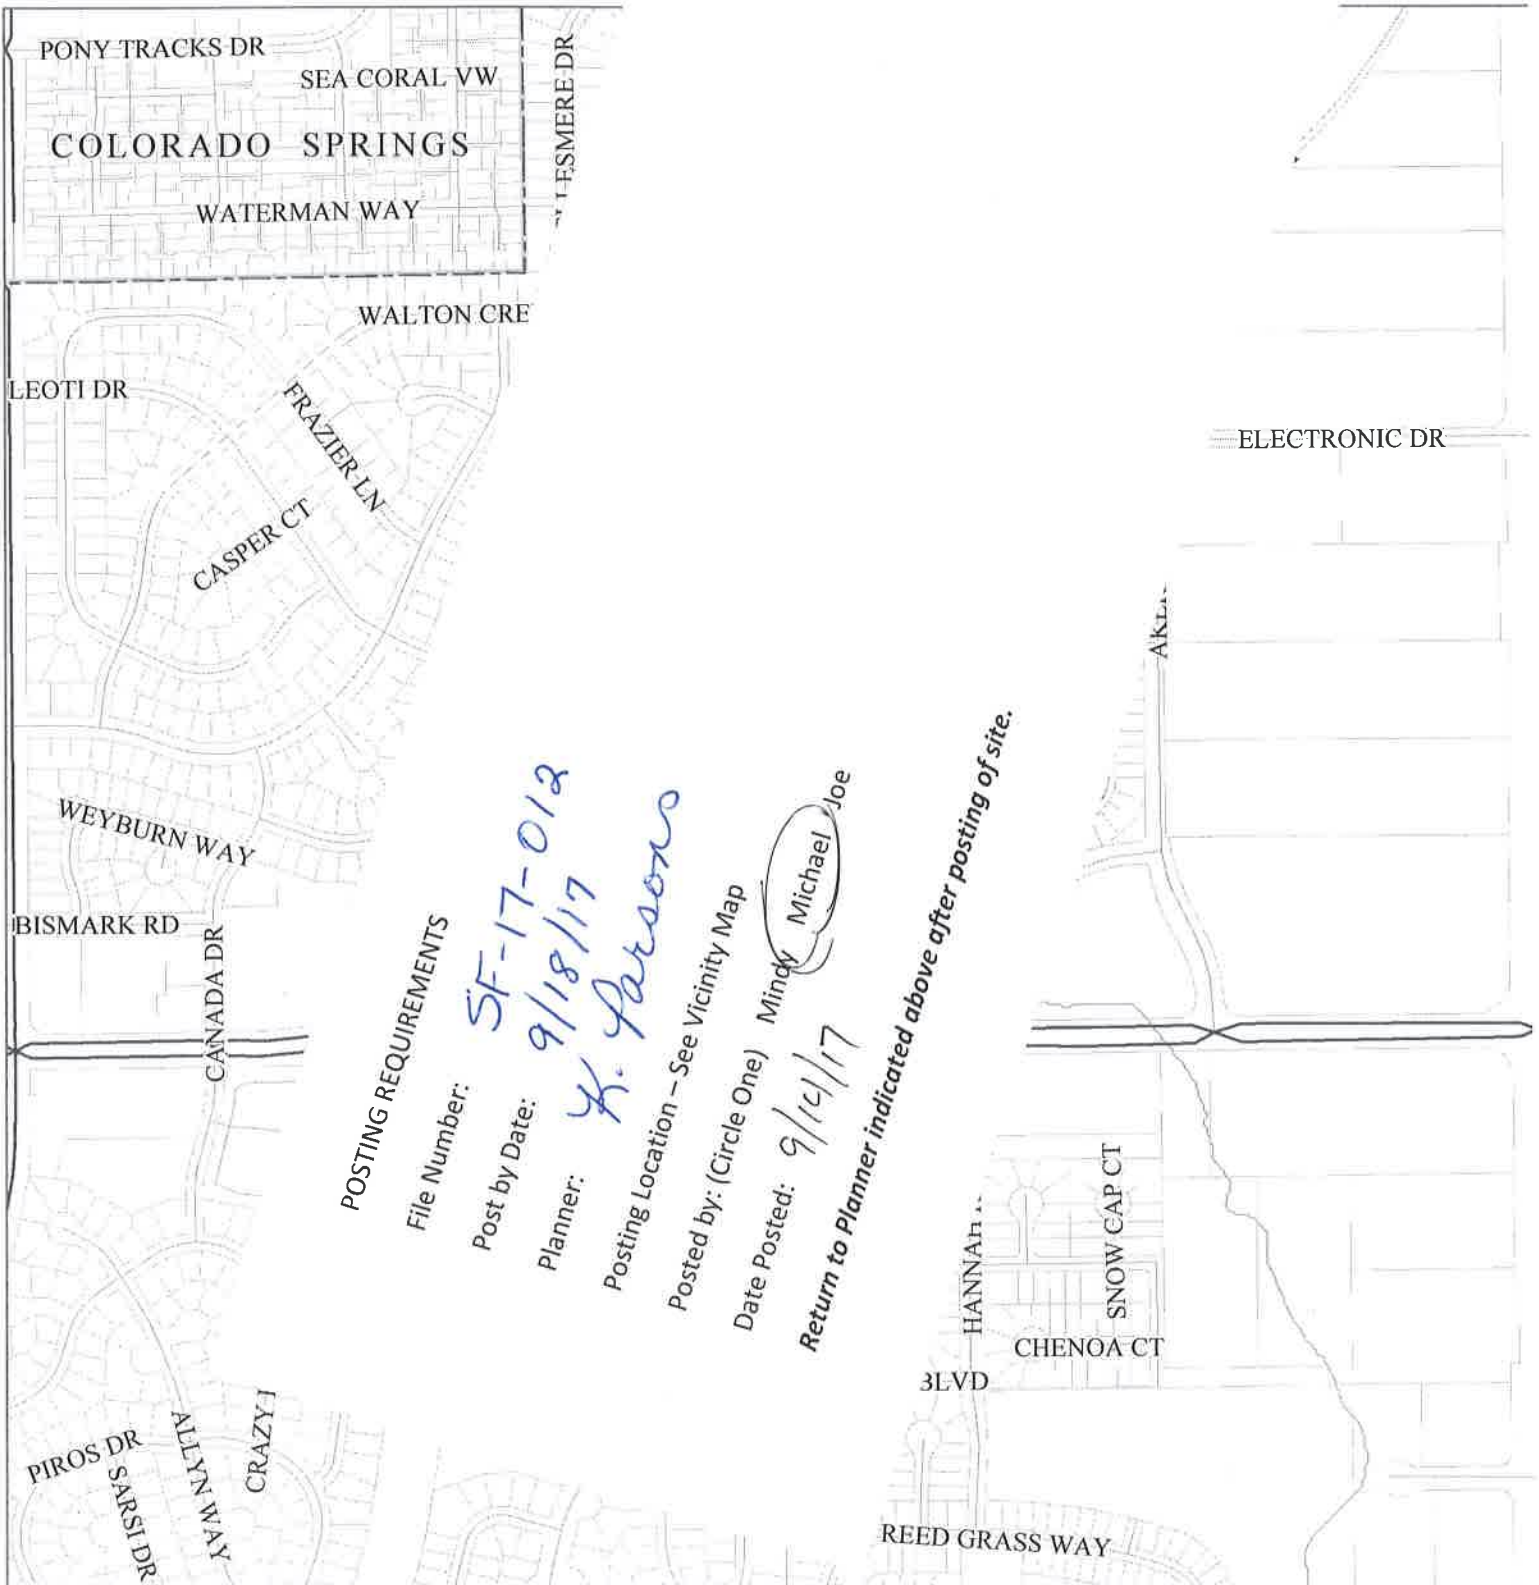 PONY TRACKS DR
SEA CORAL VW
COLORADO SPRINGS
ESMERE DR
WATERMAN WAY
WALTON CRE
LEOTI DR
FRAZIER LN
ELECTRONIC DR
CASPER CT
WEYBURN WAY
BISMARK RD
CANADA DR
POSTING REQUIREMENTS
File Number: SF-17-012
Post by Date: 9/18/17
Planner: K. Parsons
Posting Location – See Vicinity Map
Posted by: (Circle One) Mindy Michael Joe
Date Posted: 9/14/17
Return to Planner indicated above after posting of site.
HANNAH
SNOW CAP CT
CHENOA CT
BLVD
CRAZY
PIROS DR
SARSI DR
ALLYN WAY
REED GRASS WAY